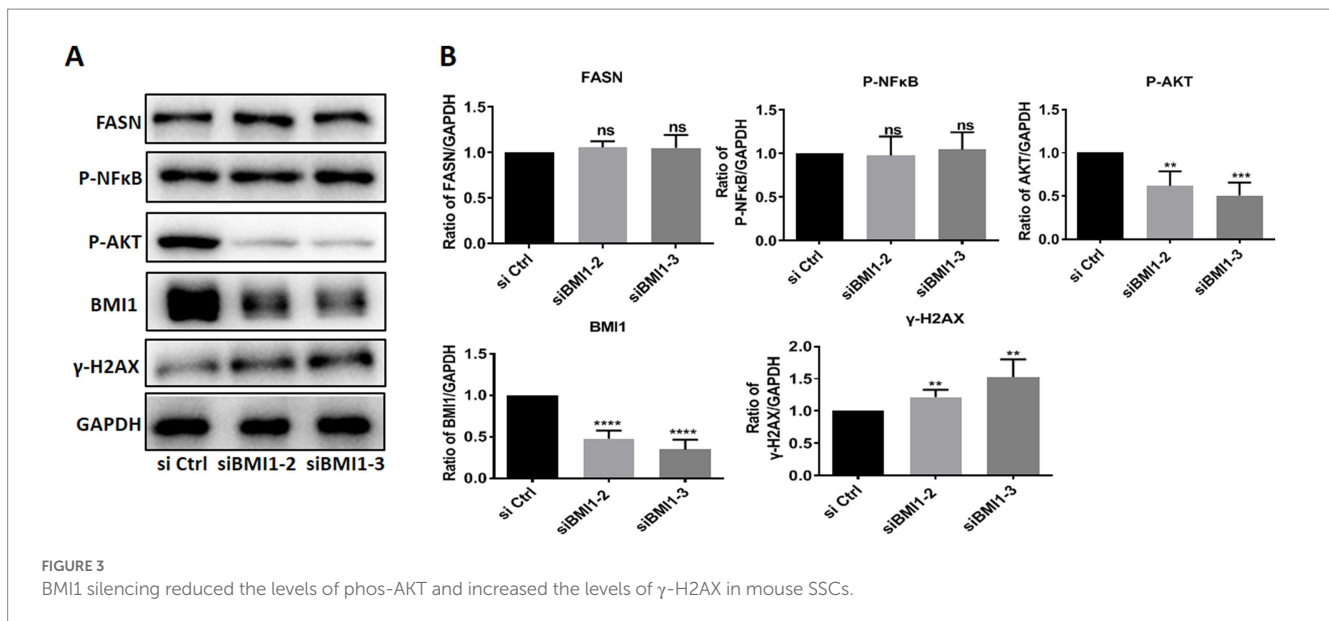 A
FASN
P-NFκB
P-AKT
BMI1
γ-H2AX
GAPDH
si Ctrl siBMI1-2 siBMI1-3
B
FASN
Ratio of FASN/GAPDH
1.5
1.0
0.5
0.0
ns
ns
si Ctrl
siBMI1-2
siBMI1-3
P-NFκB
Ratio of
P-NFκB/GAPDH
1.5
1.0
0.5
0.0
ns
ns
si Ctrl
siBMI1-2
siBMI1-3
P-AKT
Ratio of AKT/GAPDH
1.5
1.0
0.5
0.0
**
***
si Ctrl
siBMI1-2
siBMI1-3
BMI1
Ratio of BMI1/GAPDH
1.5
1.0
0.5
0.0
****
****
si Ctrl
siBMI1-2
siBMI1-3
γ-H2AX
Ratio of
γ-H2AX/GAPDH
2.0
1.5
1.0
0.5
0.0
**
**
si Ctrl
siBMI1-2
siBMI1-3
FIGURE 3
BMI1 silencing reduced the levels of phos-AKT and increased the levels of γ-H2AX in mouse SSCs.